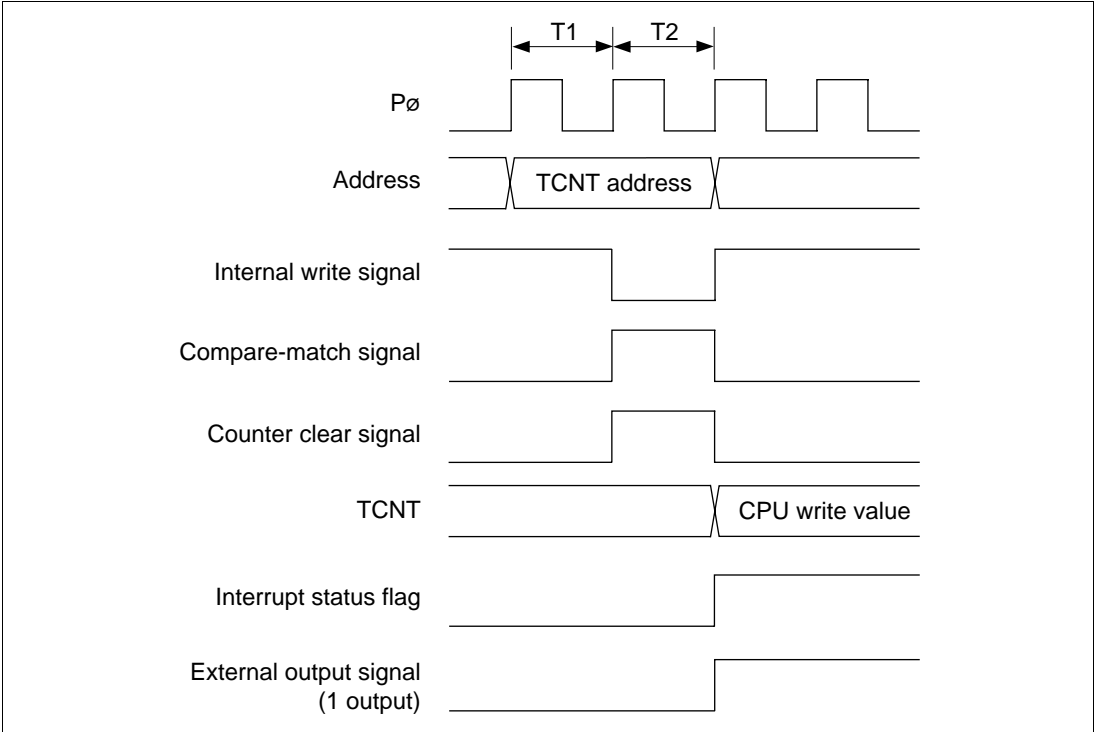 T1 T2
Pø
Address TCNT address
Internal write signal
Compare-match signal
Counter clear signal
TCNT CPU write value
Interrupt status flag
External output signal
(1 output)